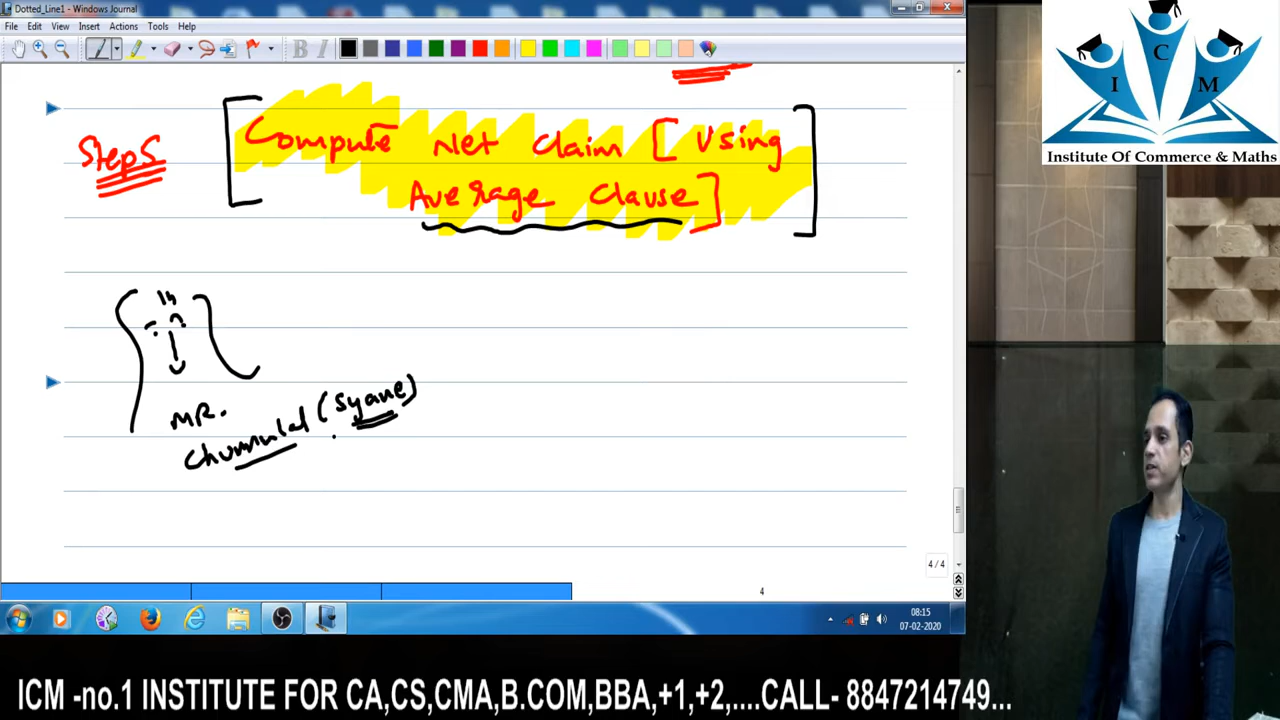 Dotted_Line1 - Windows Journal
File Edit View Insert Actions Tools Help
Step5
[Compute Net Claim [Using
Average Clause]]
MR.
Chunnulal (Syane)
4 / 4
4
08:15
07-02-2020
I C M
Institute Of Commerce & Maths
ICM -no.1 INSTITUTE FOR CA,CS,CMA,B.COM,BBA,+1,+2,....CALL- 8847214749...